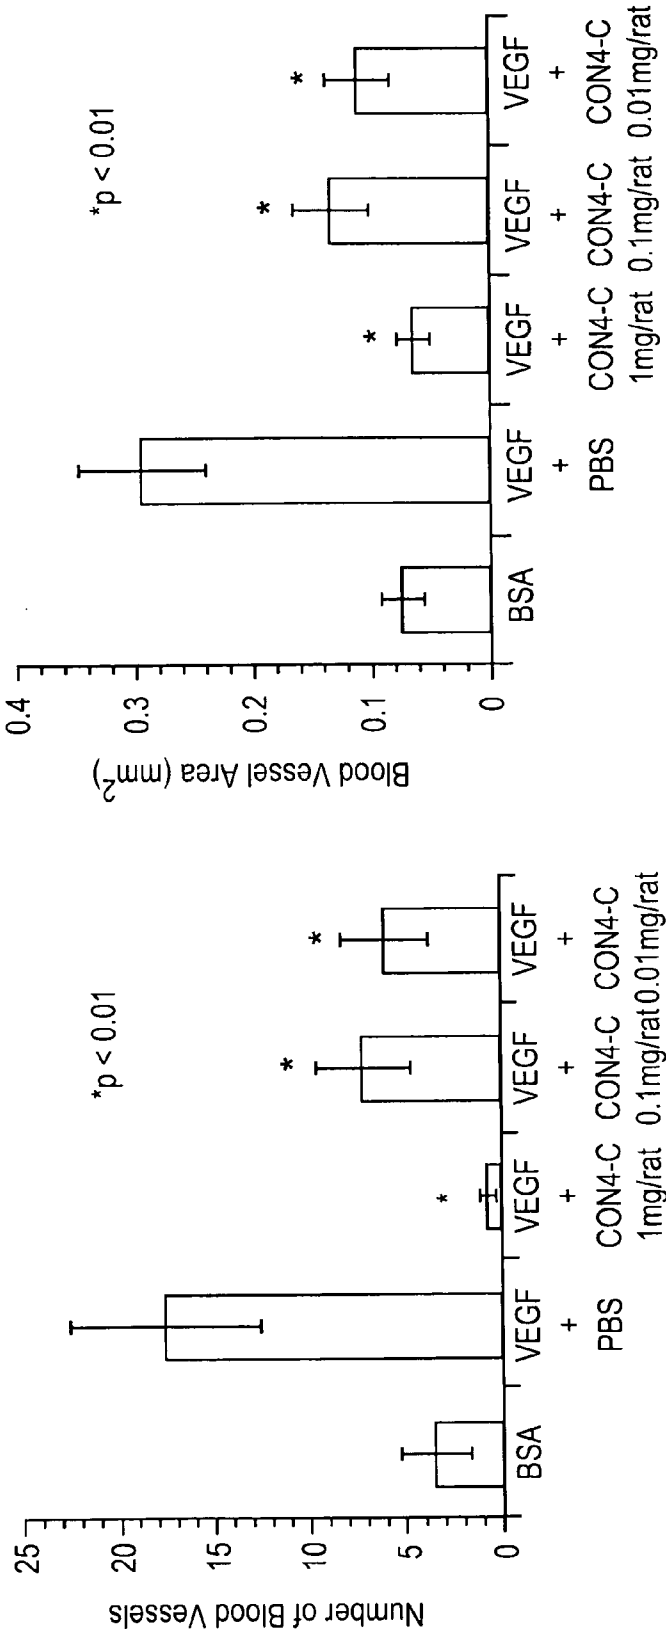 Number of Blood Vessels
25
20
15
10
5
0
*p < 0.01
*
*
*
BSA
VEGF
+
PBS
VEGF
+
CON4-C
1mg/rat
VEGF
+
CON4-C
0.1mg/rat
VEGF
+
CON4-C
0.01mg/rat
Blood Vessel Area (mm²)
0.4
0.3
0.2
0.1
0
*p < 0.01
*
*
*
BSA
VEGF
+
PBS
VEGF
+
CON4-C
1mg/rat
VEGF
+
CON4-C
0.1mg/rat
VEGF
+
CON4-C
0.01mg/rat